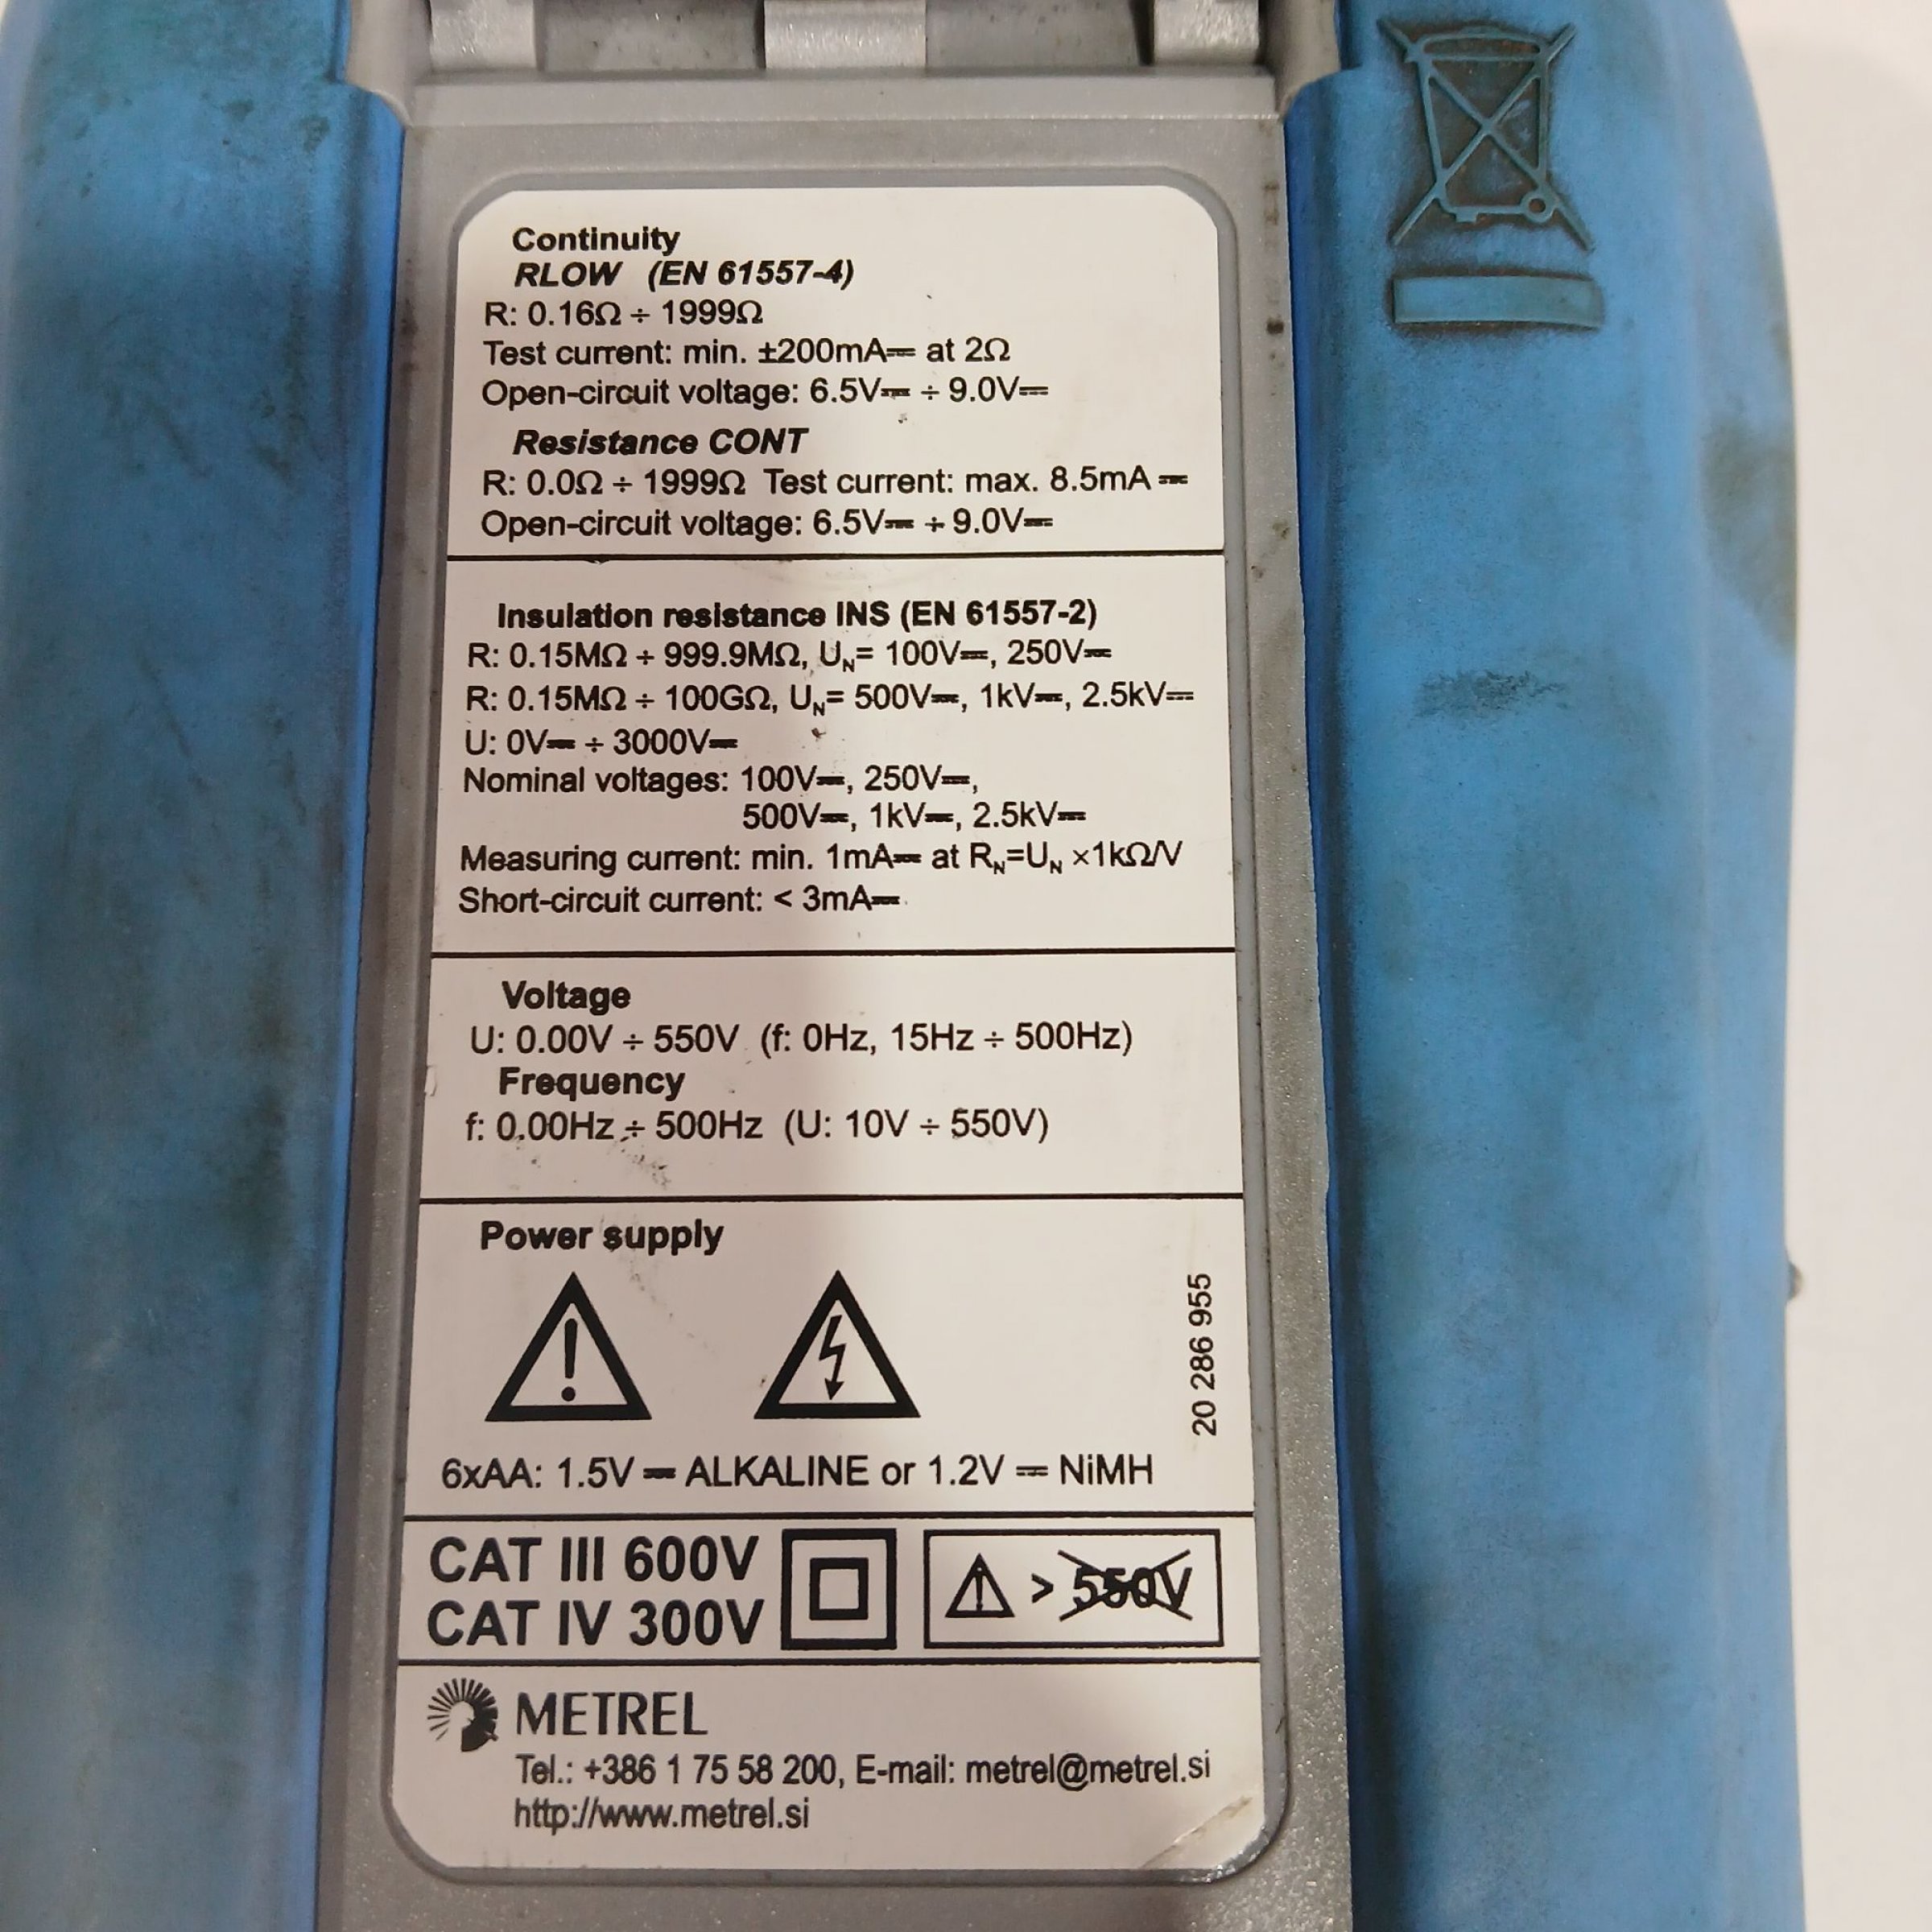 Continuity
RLOW (EN 61557-4)
R: 0.16Ω ÷ 1999Ω
Test current: min. ±200mA⎓ at 2Ω
Open-circuit voltage: 6.5V⎓ ÷ 9.0V⎓
Resistance CONT
R: 0.0Ω ÷ 1999Ω Test current: max. 8.5mA ⎓
Open-circuit voltage: 6.5V⎓ ÷ 9.0V⎓
Insulation resistance INS (EN 61557-2)
R: 0.15MΩ ÷ 999.9MΩ, UN= 100V⎓, 250V⎓
R: 0.15MΩ ÷ 100GΩ, UN= 500V⎓, 1kV⎓, 2.5kV⎓
U: 0V⎓ ÷ 3000V⎓
Nominal voltages: 100V⎓, 250V⎓,
500V⎓, 1kV⎓, 2.5kV⎓
Measuring current: min. 1mA⎓ at RN=UN ×1kΩ/V
Short-circuit current: < 3mA⎓
Voltage
U: 0.00V ÷ 550V (f: 0Hz, 15Hz ÷ 500Hz)
Frequency
f: 0.00Hz ÷ 500Hz (U: 10V ÷ 550V)
Power supply
20 286 955
6xAA: 1.5V ⎓ ALKALINE or 1.2V ⎓ NiMH
CAT III 600V
CAT IV 300V
> 550V
METREL
Tel.: +386 1 75 58 200, E-mail: metrel@metrel.si
http://www.metrel.si